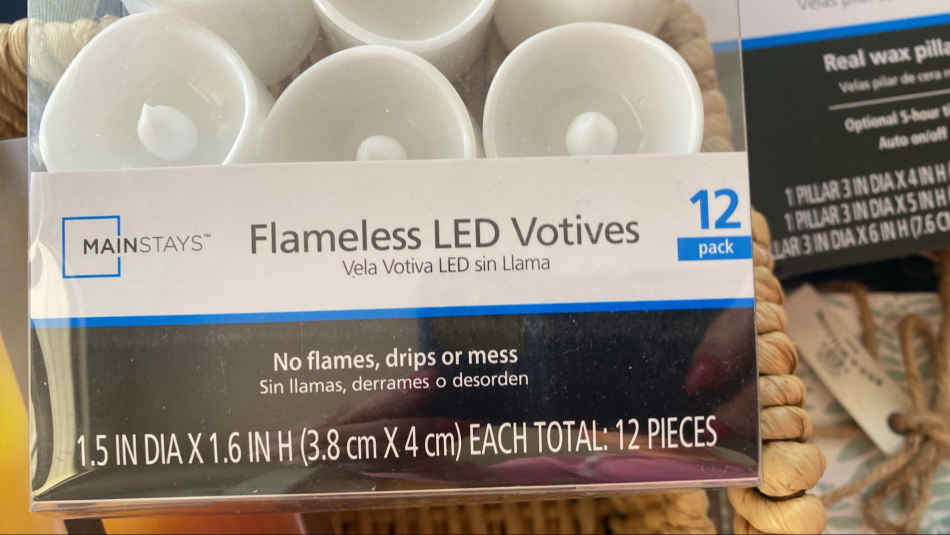 MAINSTAYS™
Flameless LED Votives
Vela Votiva LED sin Llama
12
pack
No flames, drips or mess
Sin llamas, derrames o desorden
1.5 IN DIA X 1.6 IN H (3.8 cm X 4 cm) EACH TOTAL: 12 PIECES
Velas
Real wax
Velas pilar de cera
Optional 5-hour
Auto on/off
1 PILLAR 3 IN DIA X 4 IN H
1 PILLAR 3 IN DIA X 5 IN H
3 IN DIA X 6 IN H (7.6